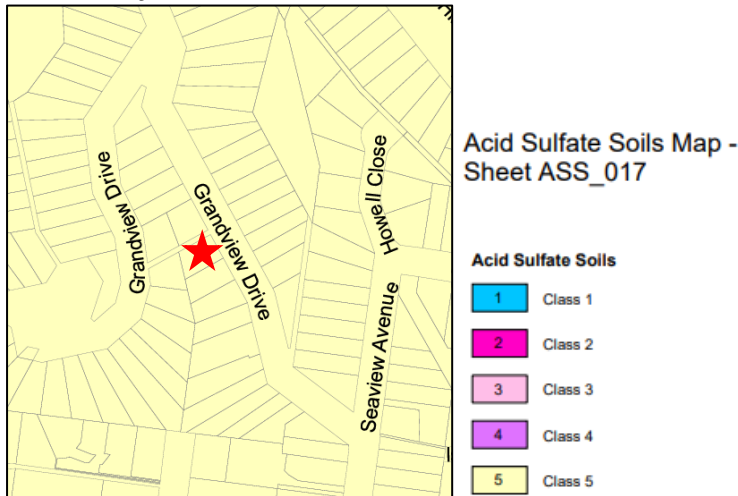 Grandview Drive
Grandview Drive
Howell Close
Seaview Avenue
Acid Sulfate Soils Map -
Sheet ASS_017
Acid Sulfate Soils
1 Class 1
2 Class 2
3 Class 3
4 Class 4
5 Class 5